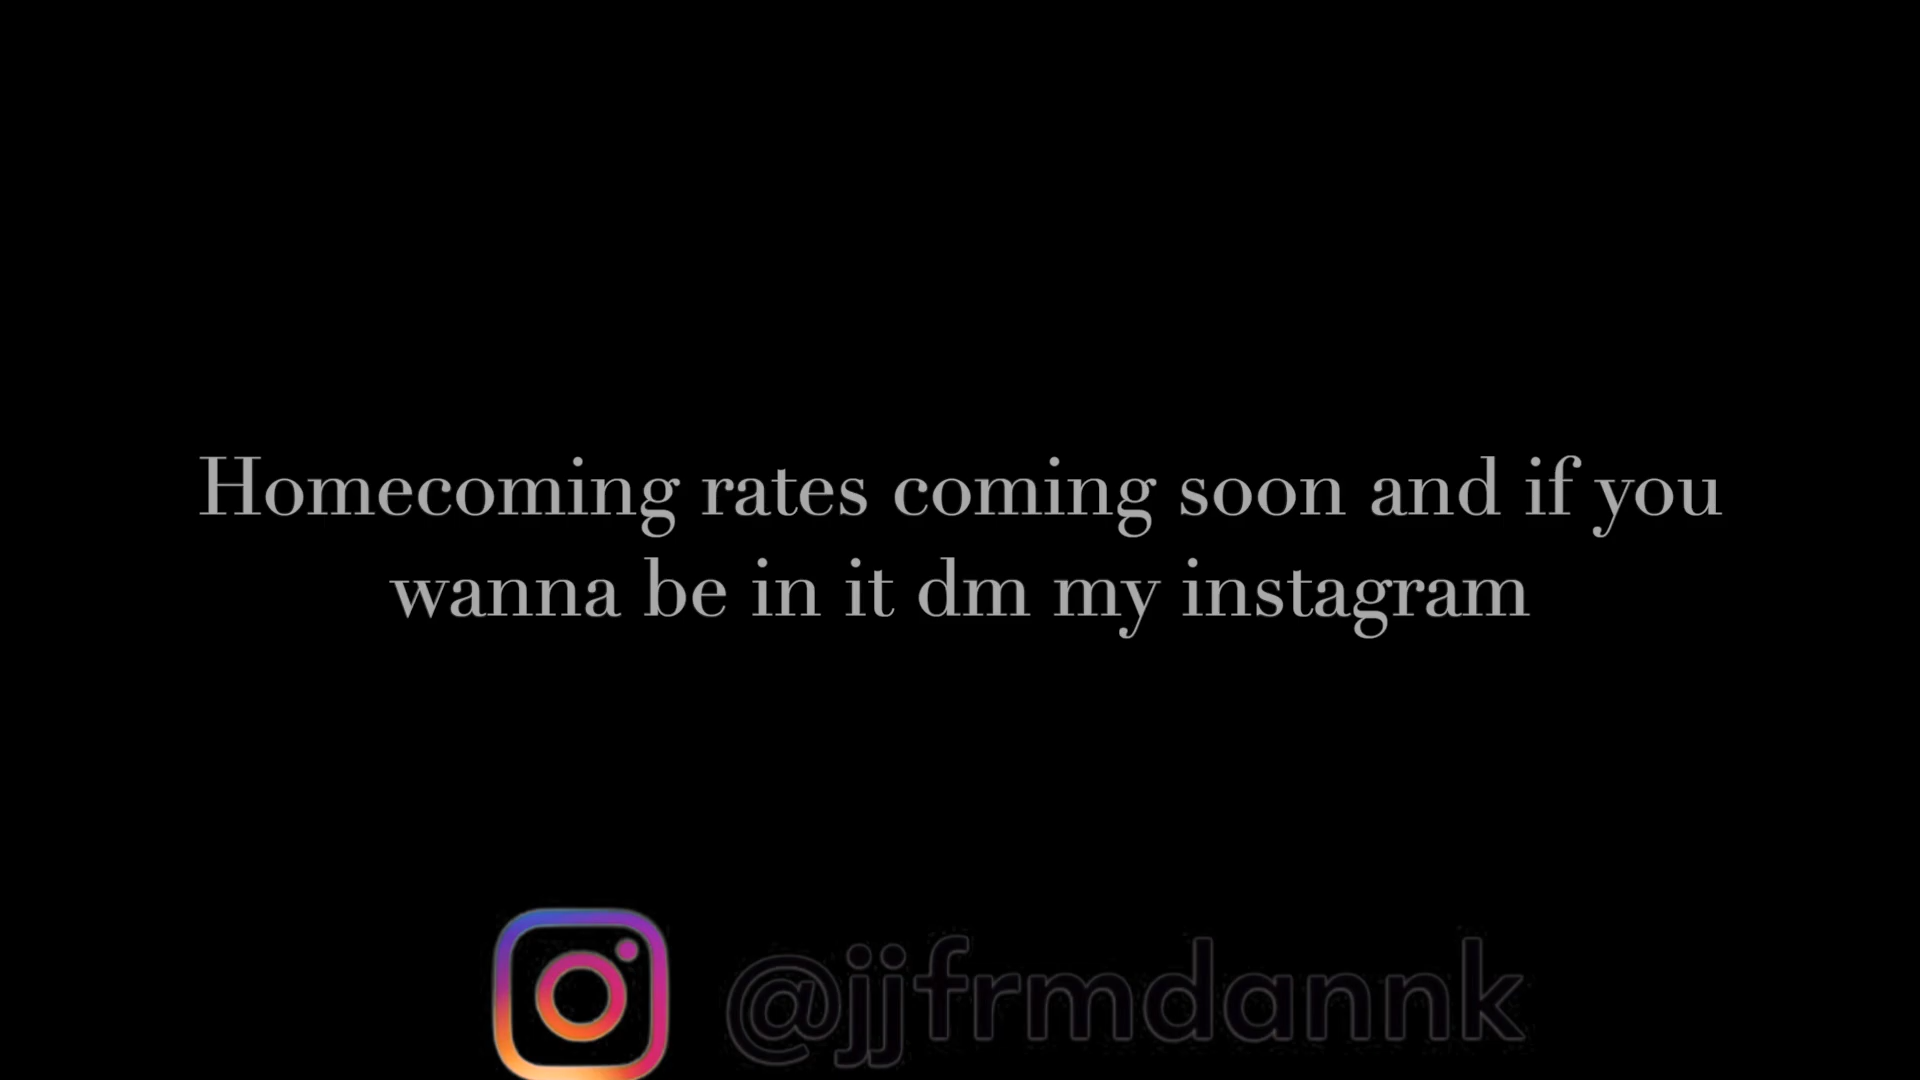 Homecoming rates coming soon and if you
wanna be in it dm my instagram
@jjfrmdannk